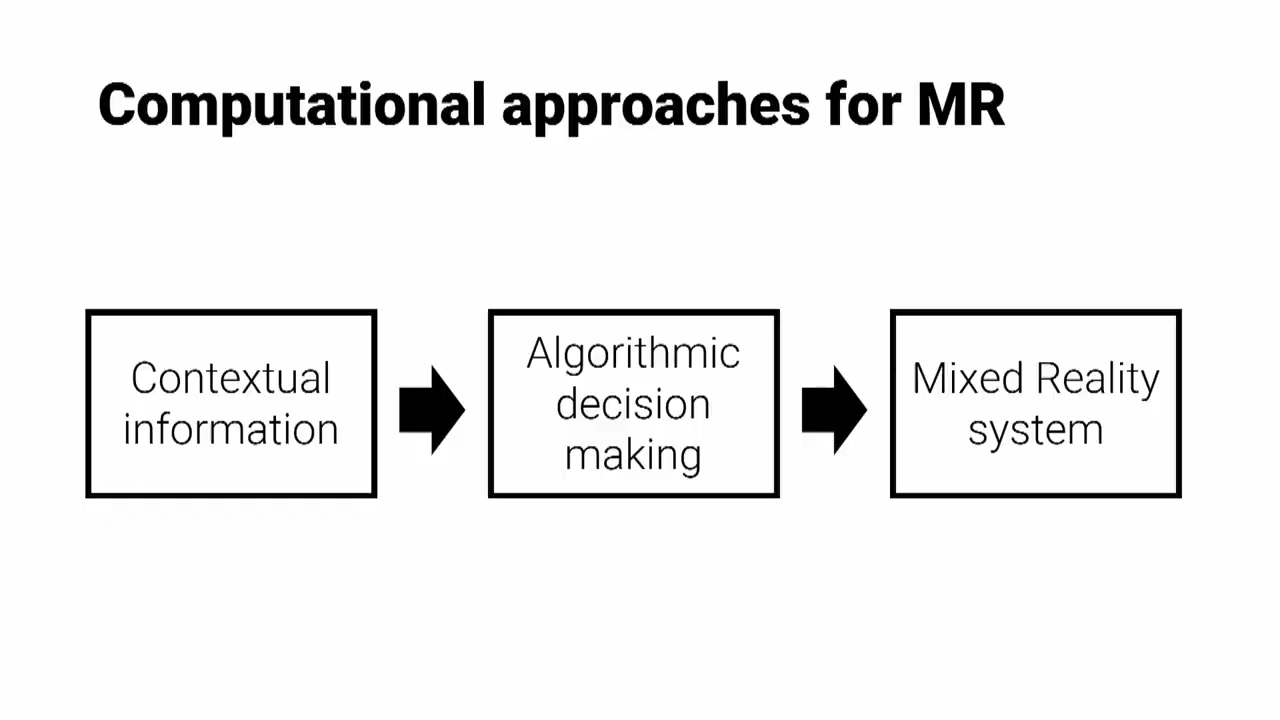 Computational approaches for MR
Contextual
information
Algorithmic
decision
making
Mixed Reality
system